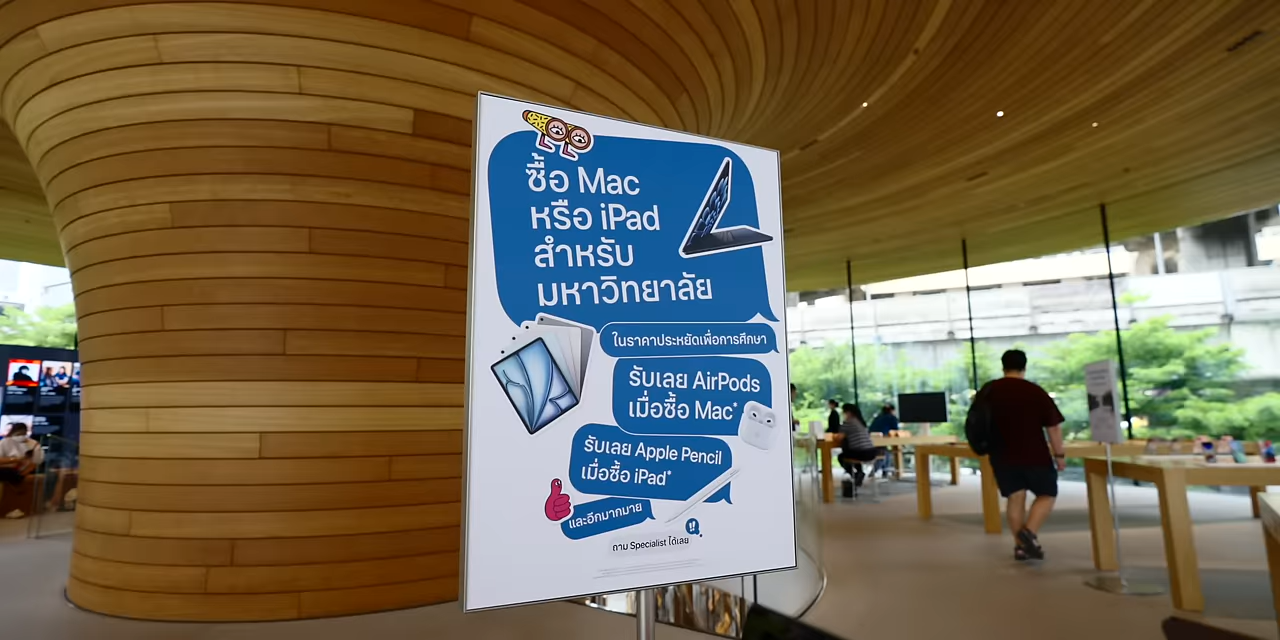 ซื้อ Mac
หรือ iPad
สำหรับ
มหาวิทยาลัย
ในราคาประหยัดเพื่อการศึกษา
รับเลย AirPods
เมื่อซื้อ Mac*
รับเลย Apple Pencil
เมื่อซื้อ iPad*
และอีกมากมาย
ถาม Specialist ได้เลย